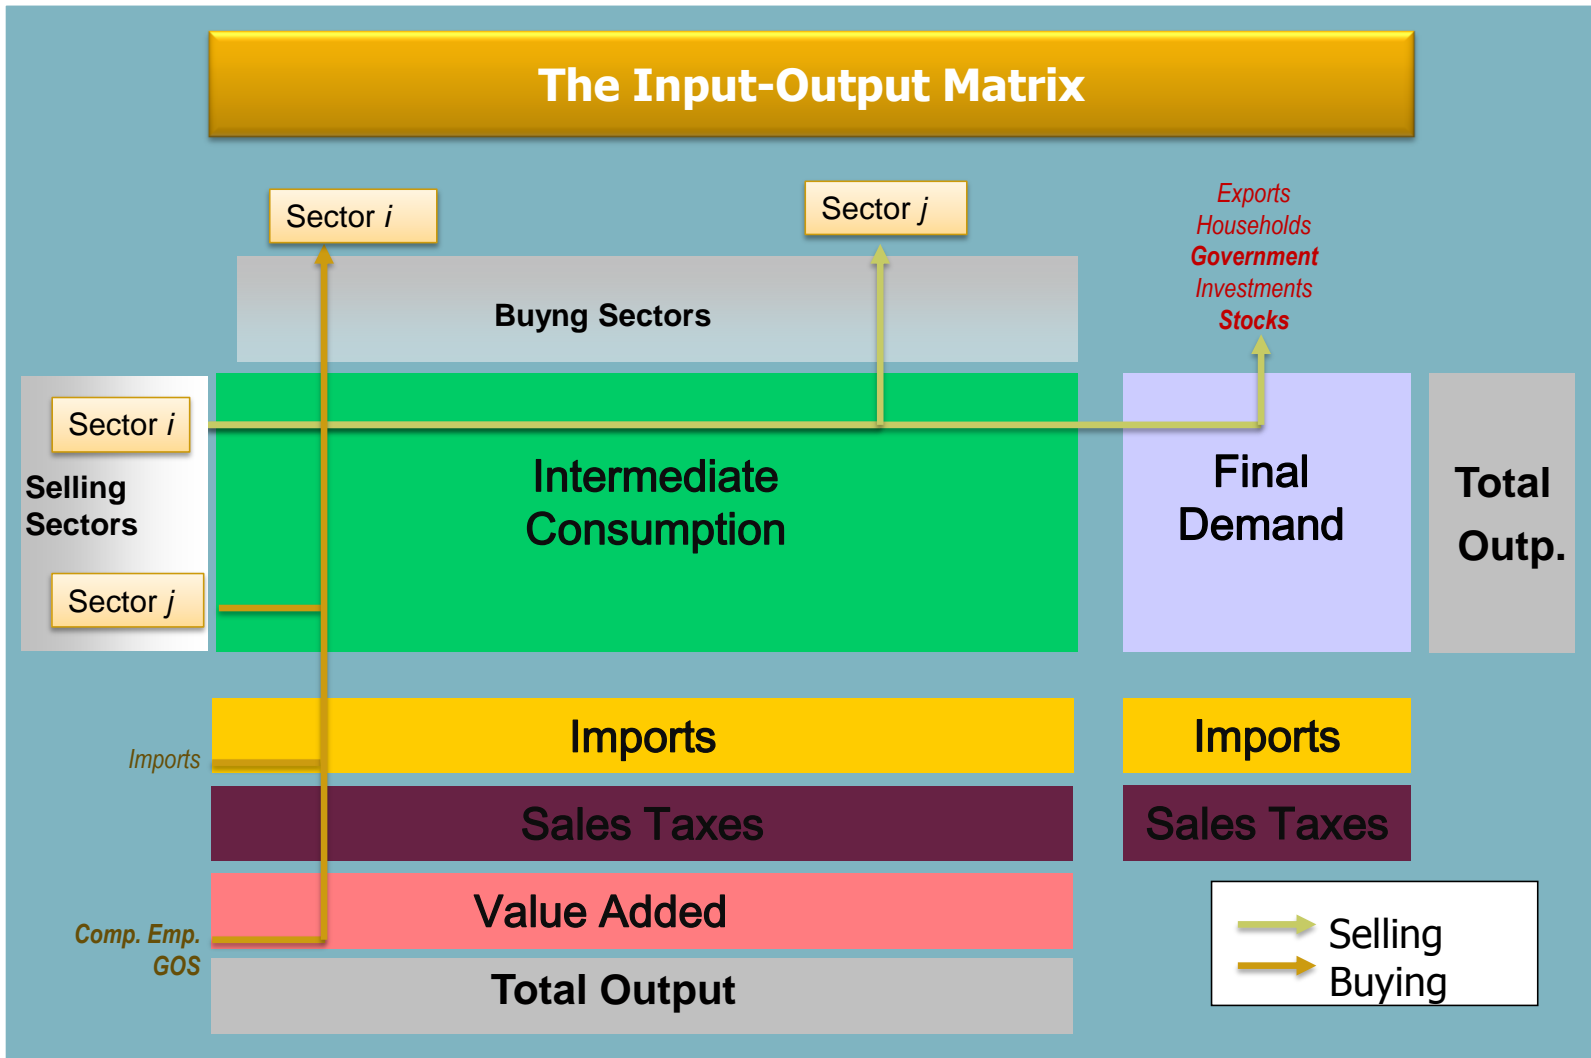 The Input-Output Matrix
Sector i
Sector j
Exports
Households
Government
Investments
Stocks
Buyng Sectors
Sector i
Selling
Sectors
Sector j
Intermediate
Consumption
Final
Demand
Total
Outp.
Imports
Imports
Imports
Sales Taxes
Sales Taxes
Comp. Emp.
GOS
Value Added
Total Output
Selling
Buying